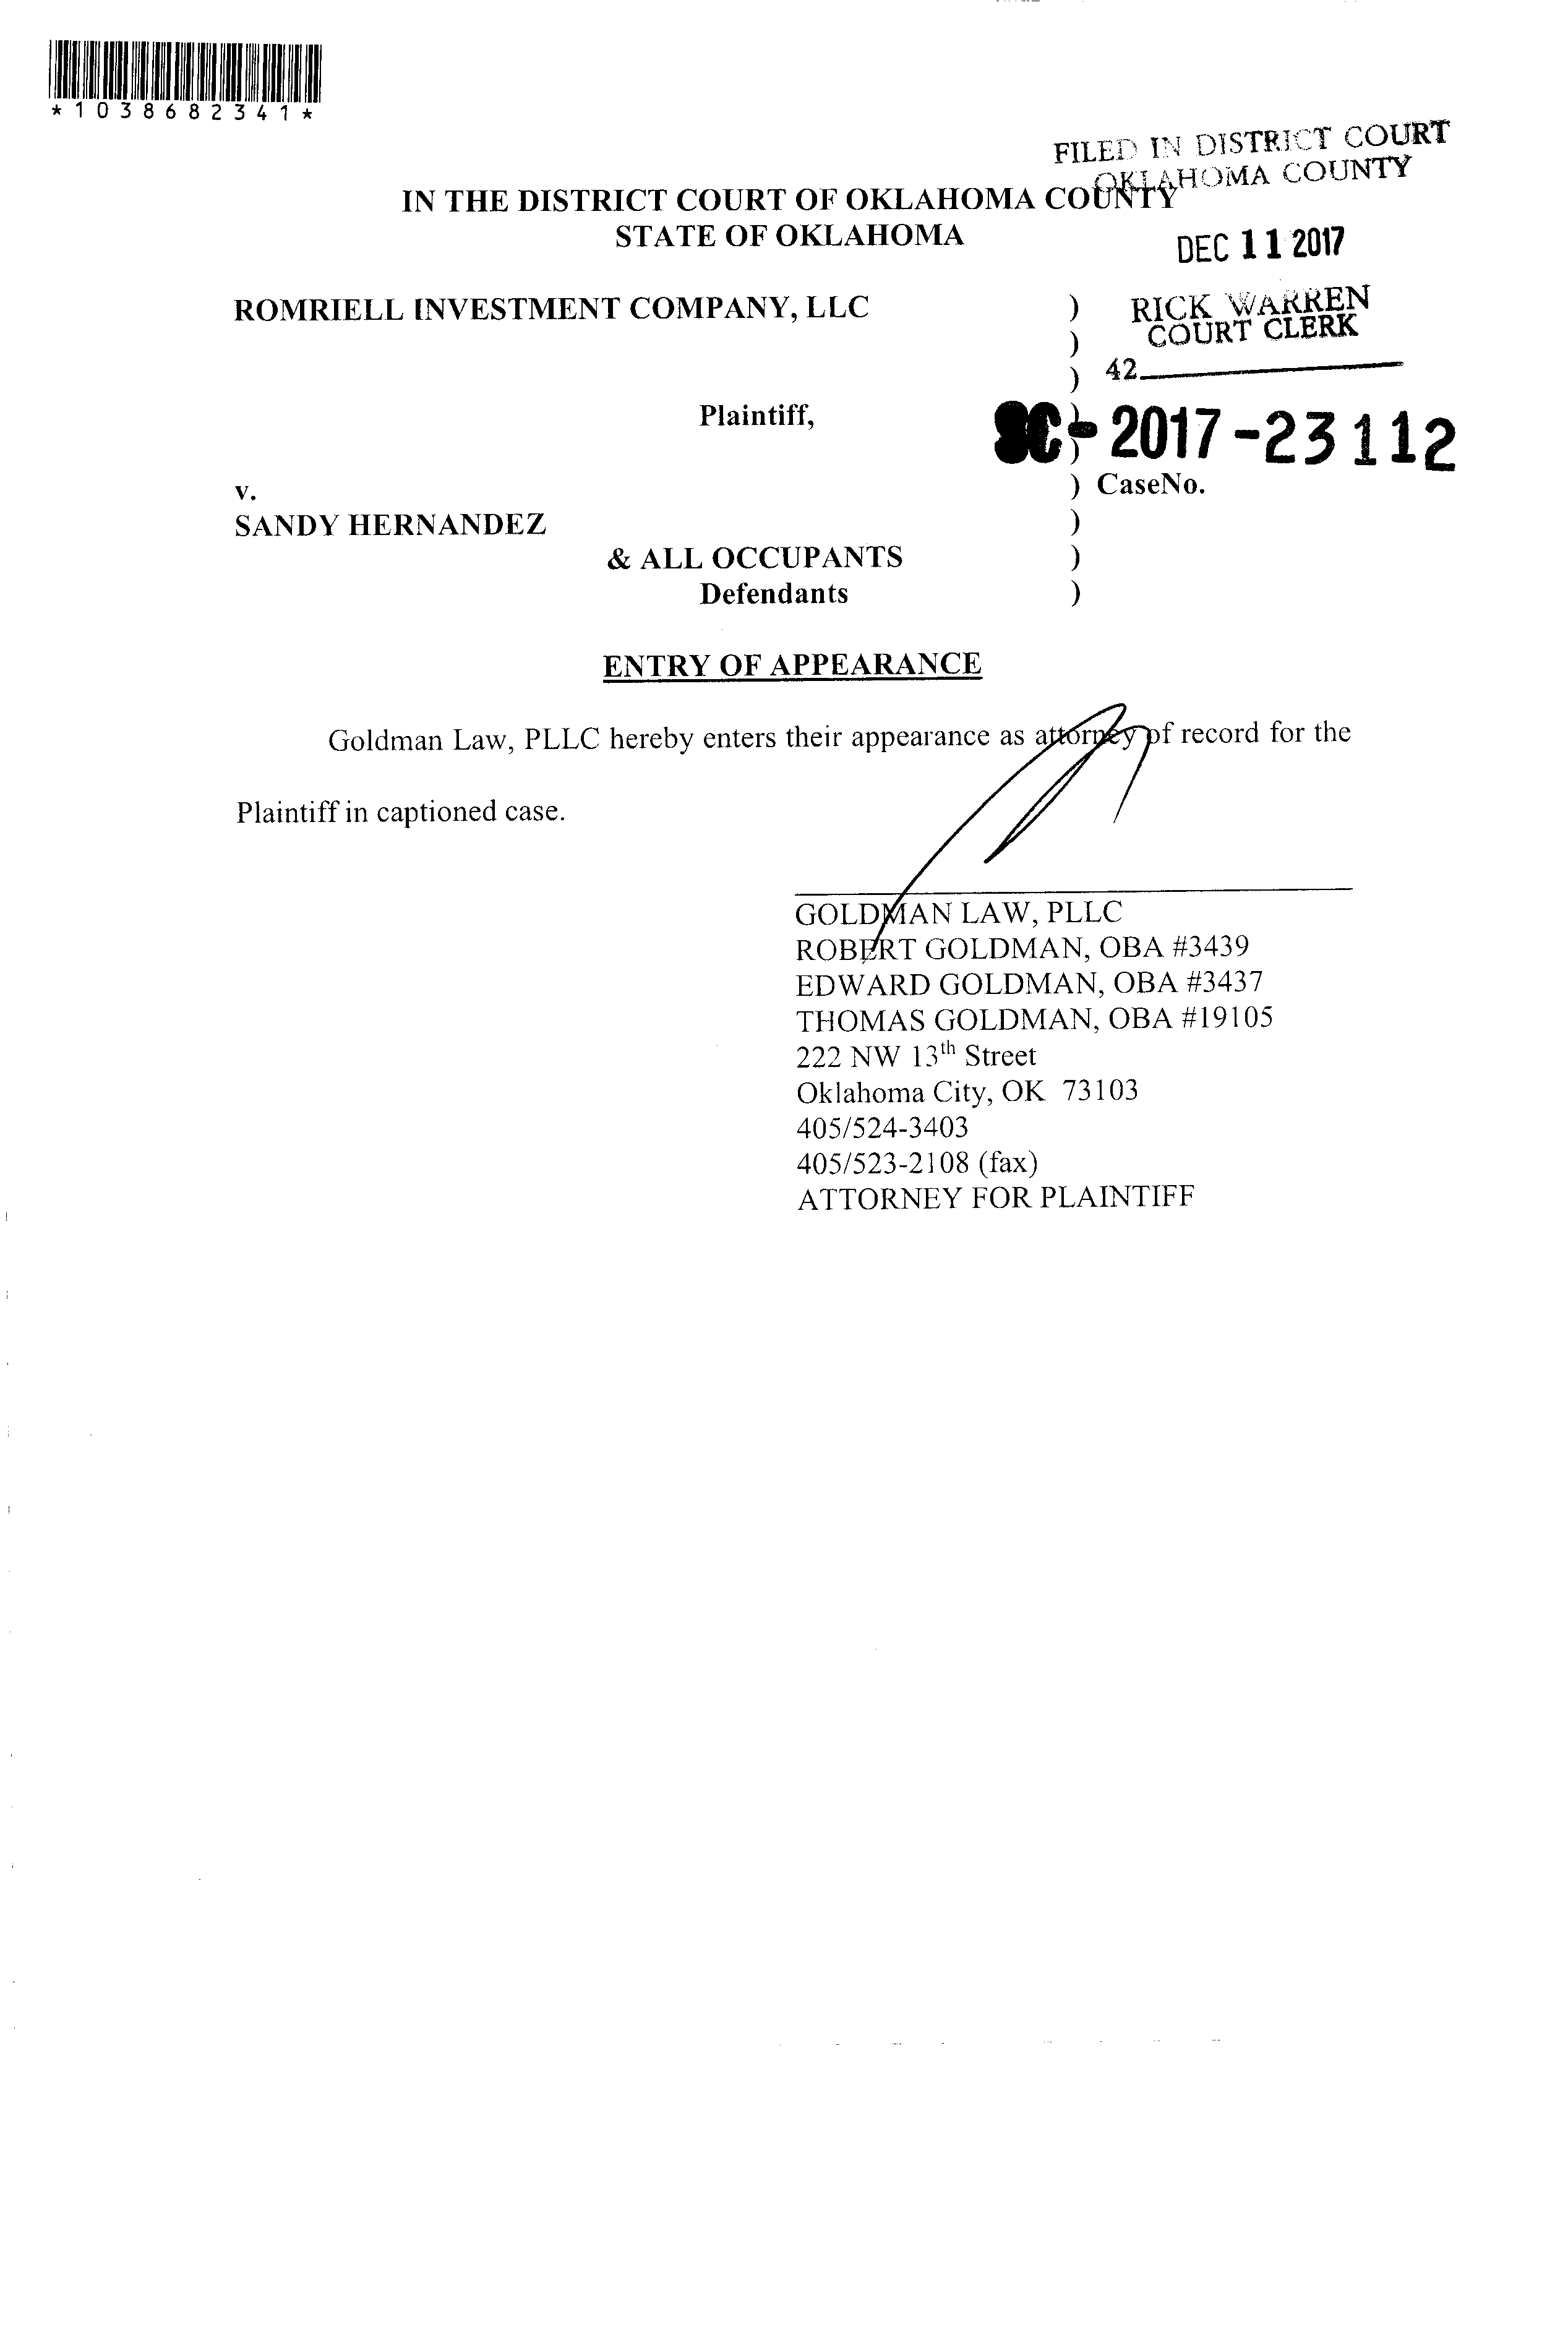 *1038682341*
FILED IN DISTRICT COURT
OKLAHOMA COUNTY
IN THE DISTRICT COURT OF OKLAHOMA COUNTY
STATE OF OKLAHOMA
DEC 11 2017
ROMRIELL INVESTMENT COMPANY, LLC )
RICK WARREN
COURT CLERK
)
) 42
Plaintiff, )
SC-2017-23112
)
v. ) CaseNo.
SANDY HERNANDEZ )
& ALL OCCUPANTS )
Defendants )
ENTRY OF APPEARANCE
Goldman Law, PLLC hereby enters their appearance as attorney of record for the
Plaintiff in captioned case.
GOLDMAN LAW, PLLC
ROBERT GOLDMAN, OBA #3439
EDWARD GOLDMAN, OBA #3437
THOMAS GOLDMAN, OBA #19105
222 NW 13th Street
Oklahoma City, OK 73103
405/524-3403
405/523-2108 (fax)
ATTORNEY FOR PLAINTIFF